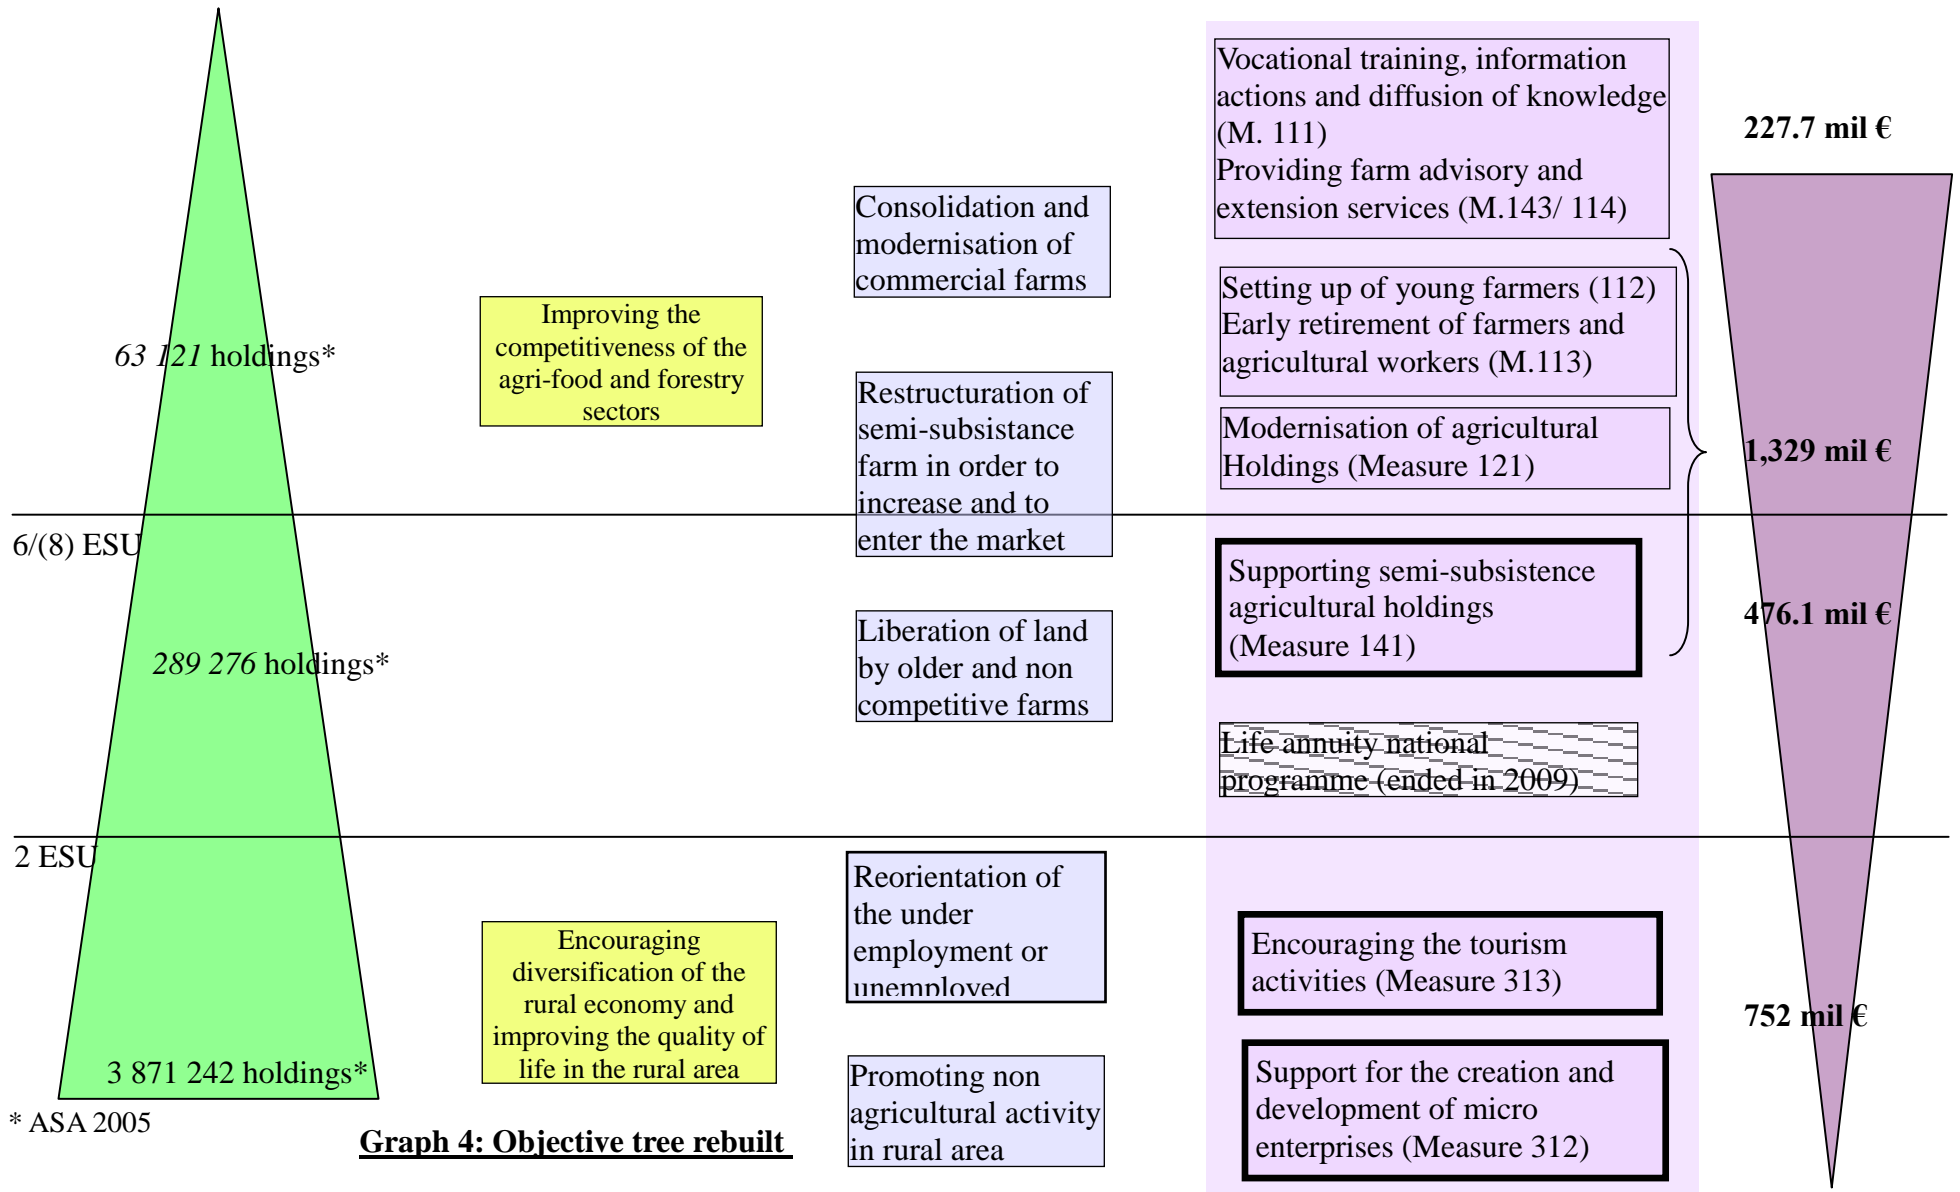 63 121 holdings*
6/(8) ESU
289 276 holdings*
2 ESU
3 871 242 holdings*
* ASA 2005
Improving the
competitiveness of the
agri-food and forestry
sectors
Encouraging
diversification of the
rural economy and
improving the quality of
life in the rural area
Graph 4: Objective tree rebuilt
Consolidation and
modernisation of
commercial farms
Restructuration of
semi-subsistance
farm in order to
increase and to
enter the market
Liberation of land
by older and non
competitive farms
Reorientation of
the under
employment or
unemployed
Promoting non
agricultural activity
in rural area
Vocational training, information
actions and diffusion of knowledge
(M. 111)
Providing farm advisory and
extension services (M.143/ 114)
Setting up of young farmers (112)
Early retirement of farmers and
agricultural workers (M.113)
Modernisation of agricultural
Holdings (Measure 121)
Supporting semi-subsistence
agricultural holdings
(Measure 141)
Life annuity national
programme (ended in 2009)
Encouraging the tourism
activities (Measure 313)
Support for the creation and
development of micro
enterprises (Measure 312)
227.7 mil €
1,329 mil €
476.1 mil €
752 mil €